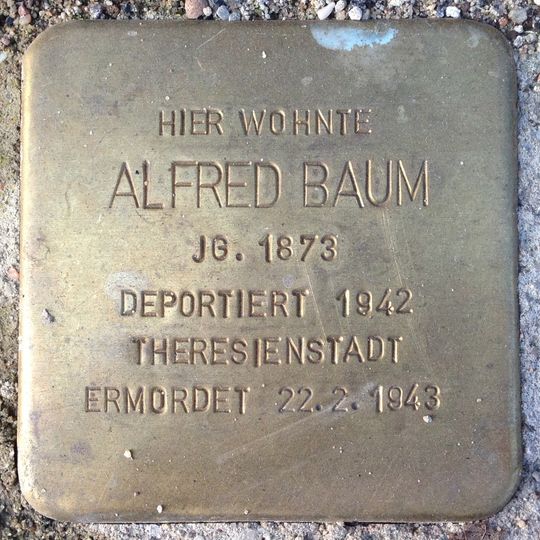 HIER WOHNTE
ALFRED BAUM
JG. 1873
DEPORTIERT 1942
THERESIENSTADT
ERMORDET 22.2.1943